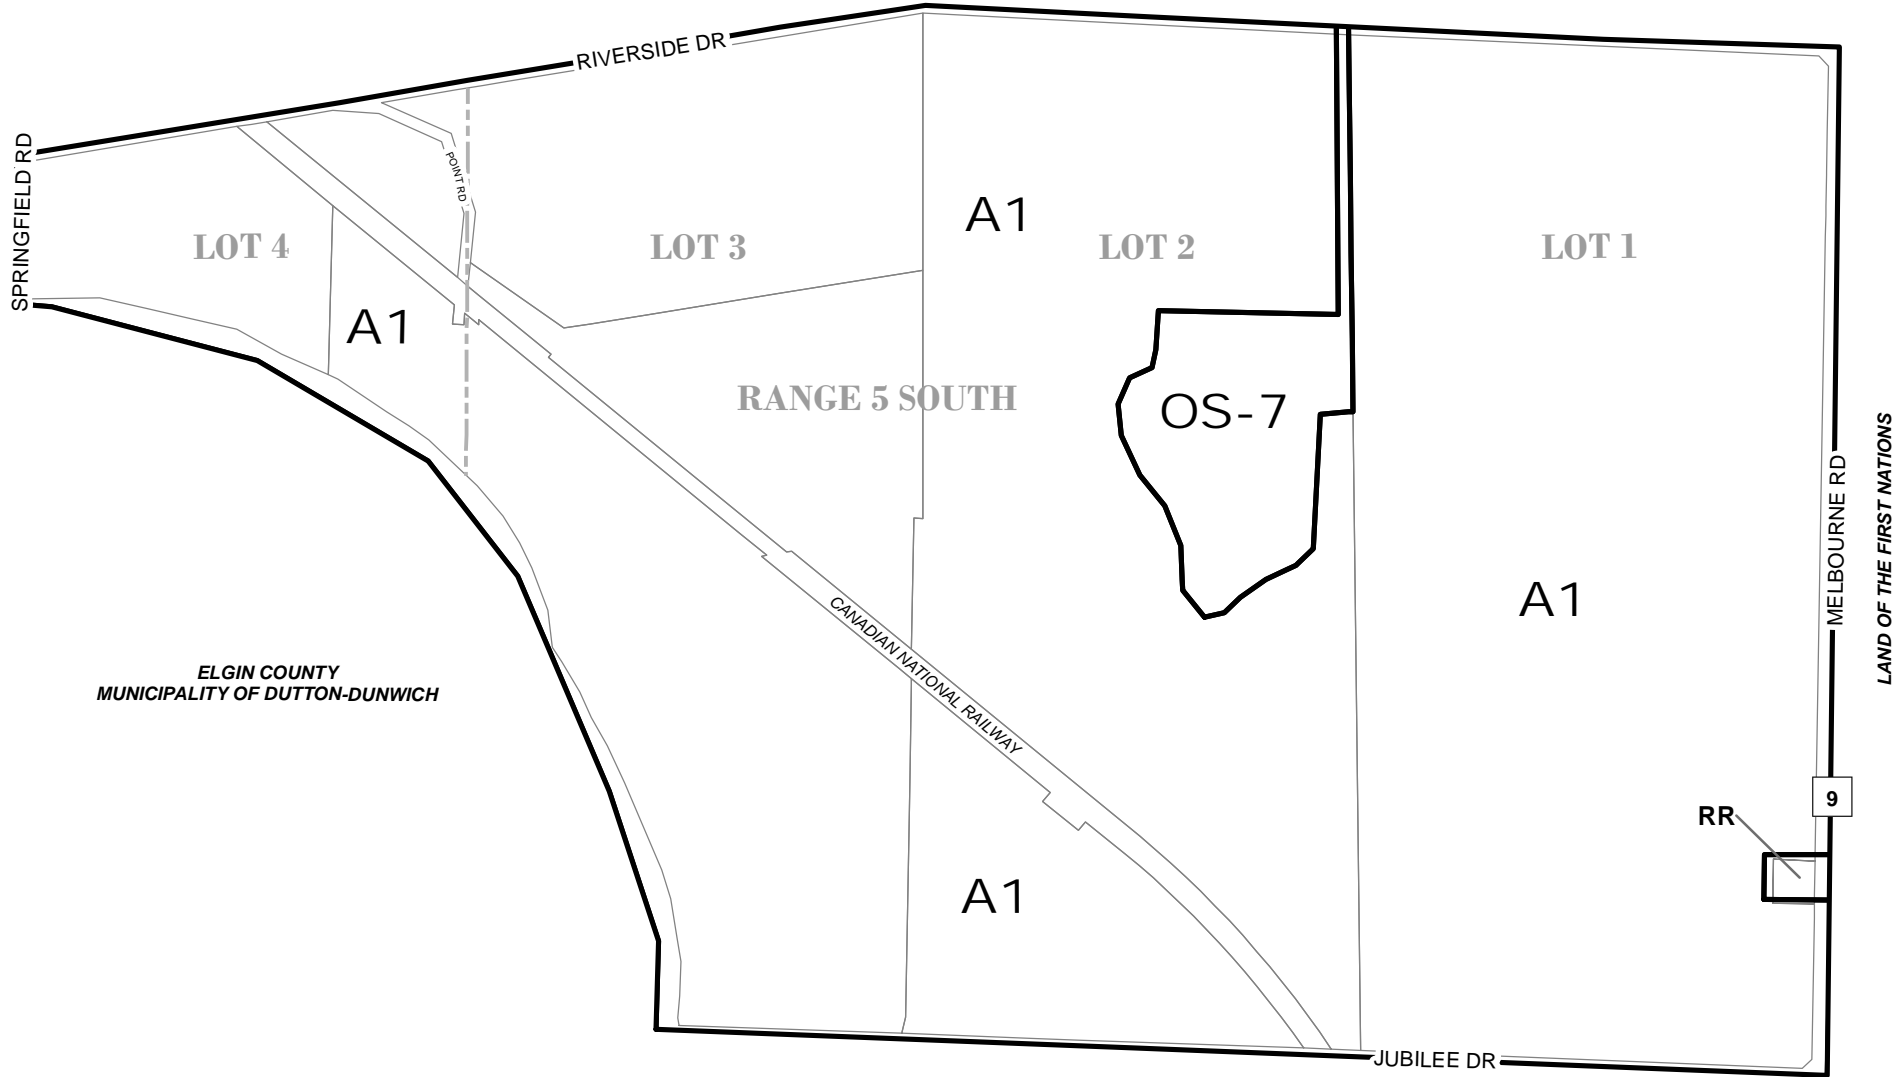 RIVERSIDE DR
SPRINGFIELD RD
POINT RD
A1
LOT 4
LOT 3
LOT 2
LOT 1
A1
RANGE 5 SOUTH
OS-7
MELBOURNE RD
LAND OF THE FIRST NATIONS
A1
CANADIAN NATIONAL RAILWAY
ELGIN COUNTY
MUNICIPALITY OF DUTTON-DUNWICH
9
RR
A1
JUBILEE DR